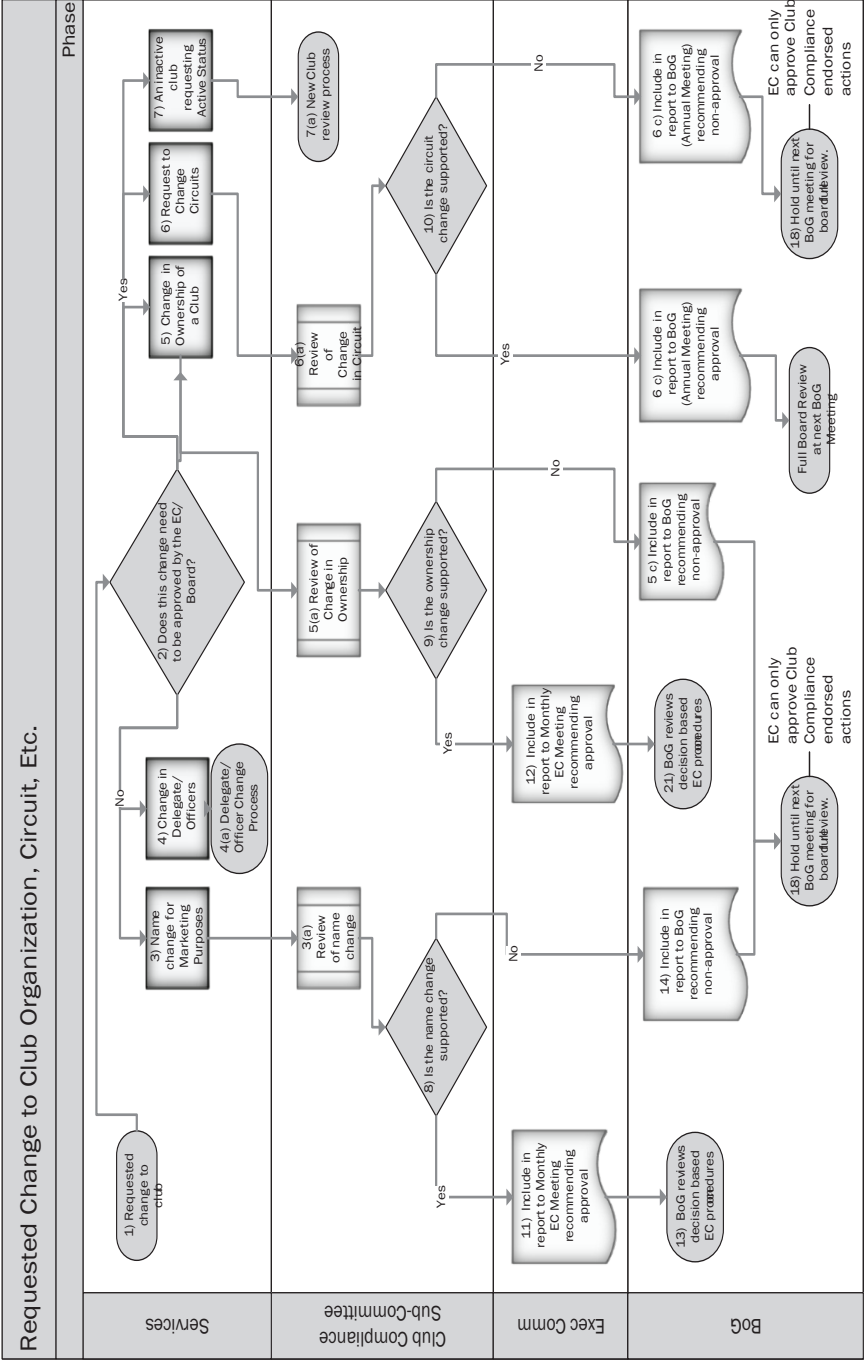 Requested Change to Club Organization, Circuit, Etc.
Phase
Services
Club Compliance
Sub-Committee
Exec Comm
BoG
1) Requested
change to
club
2) Does this change need
to be approved by the EC/
Board?
No
Yes
3) Name
change for
Marketing
Purposes
4) Change in
Delegate/
Officers
4(a) Delegate/
Officer Change
Process
5) Change in
Ownership of
a Club
6) Request to
Change
Circuits
7) An inactive
club
requesting
Active Status
3(a)
Review
of name
change
5(a) Review of
Change in
Ownership
6(a)
Review
of
Change
in Circuit
7(a) New Club
review process
8) Is the name change
supported?
9) Is the ownership
change supported?
10) Is the circuit
change supported?
Yes
No
Yes
No
Yes
No
11) Include in
report to Monthly
EC Meeting
recommending
approval
12) Include in
report to Monthly
EC Meeting
recommending
approval
13) BoG reviews
decision based
EC
14) Include in
report to BoG
recommending
non-approval
21) BoG reviews
decision based
EC
5 c) Include in
report to BoG
recommending
non-approval
6 c) Include in
report to BoG
(Annual Meeting)
recommending
approval
6 c) Include in
report to BoG
(Annual Meeting)
recommending
non-approval
18) Hold until next
BoG meeting for
EC can only
approve Club
Compliance
endorsed
actions
Full Board Review
at next BoG
Meeting
18) Hold until next
BoG meeting for
EC can only
approve Club
Compliance
endorsed
actions